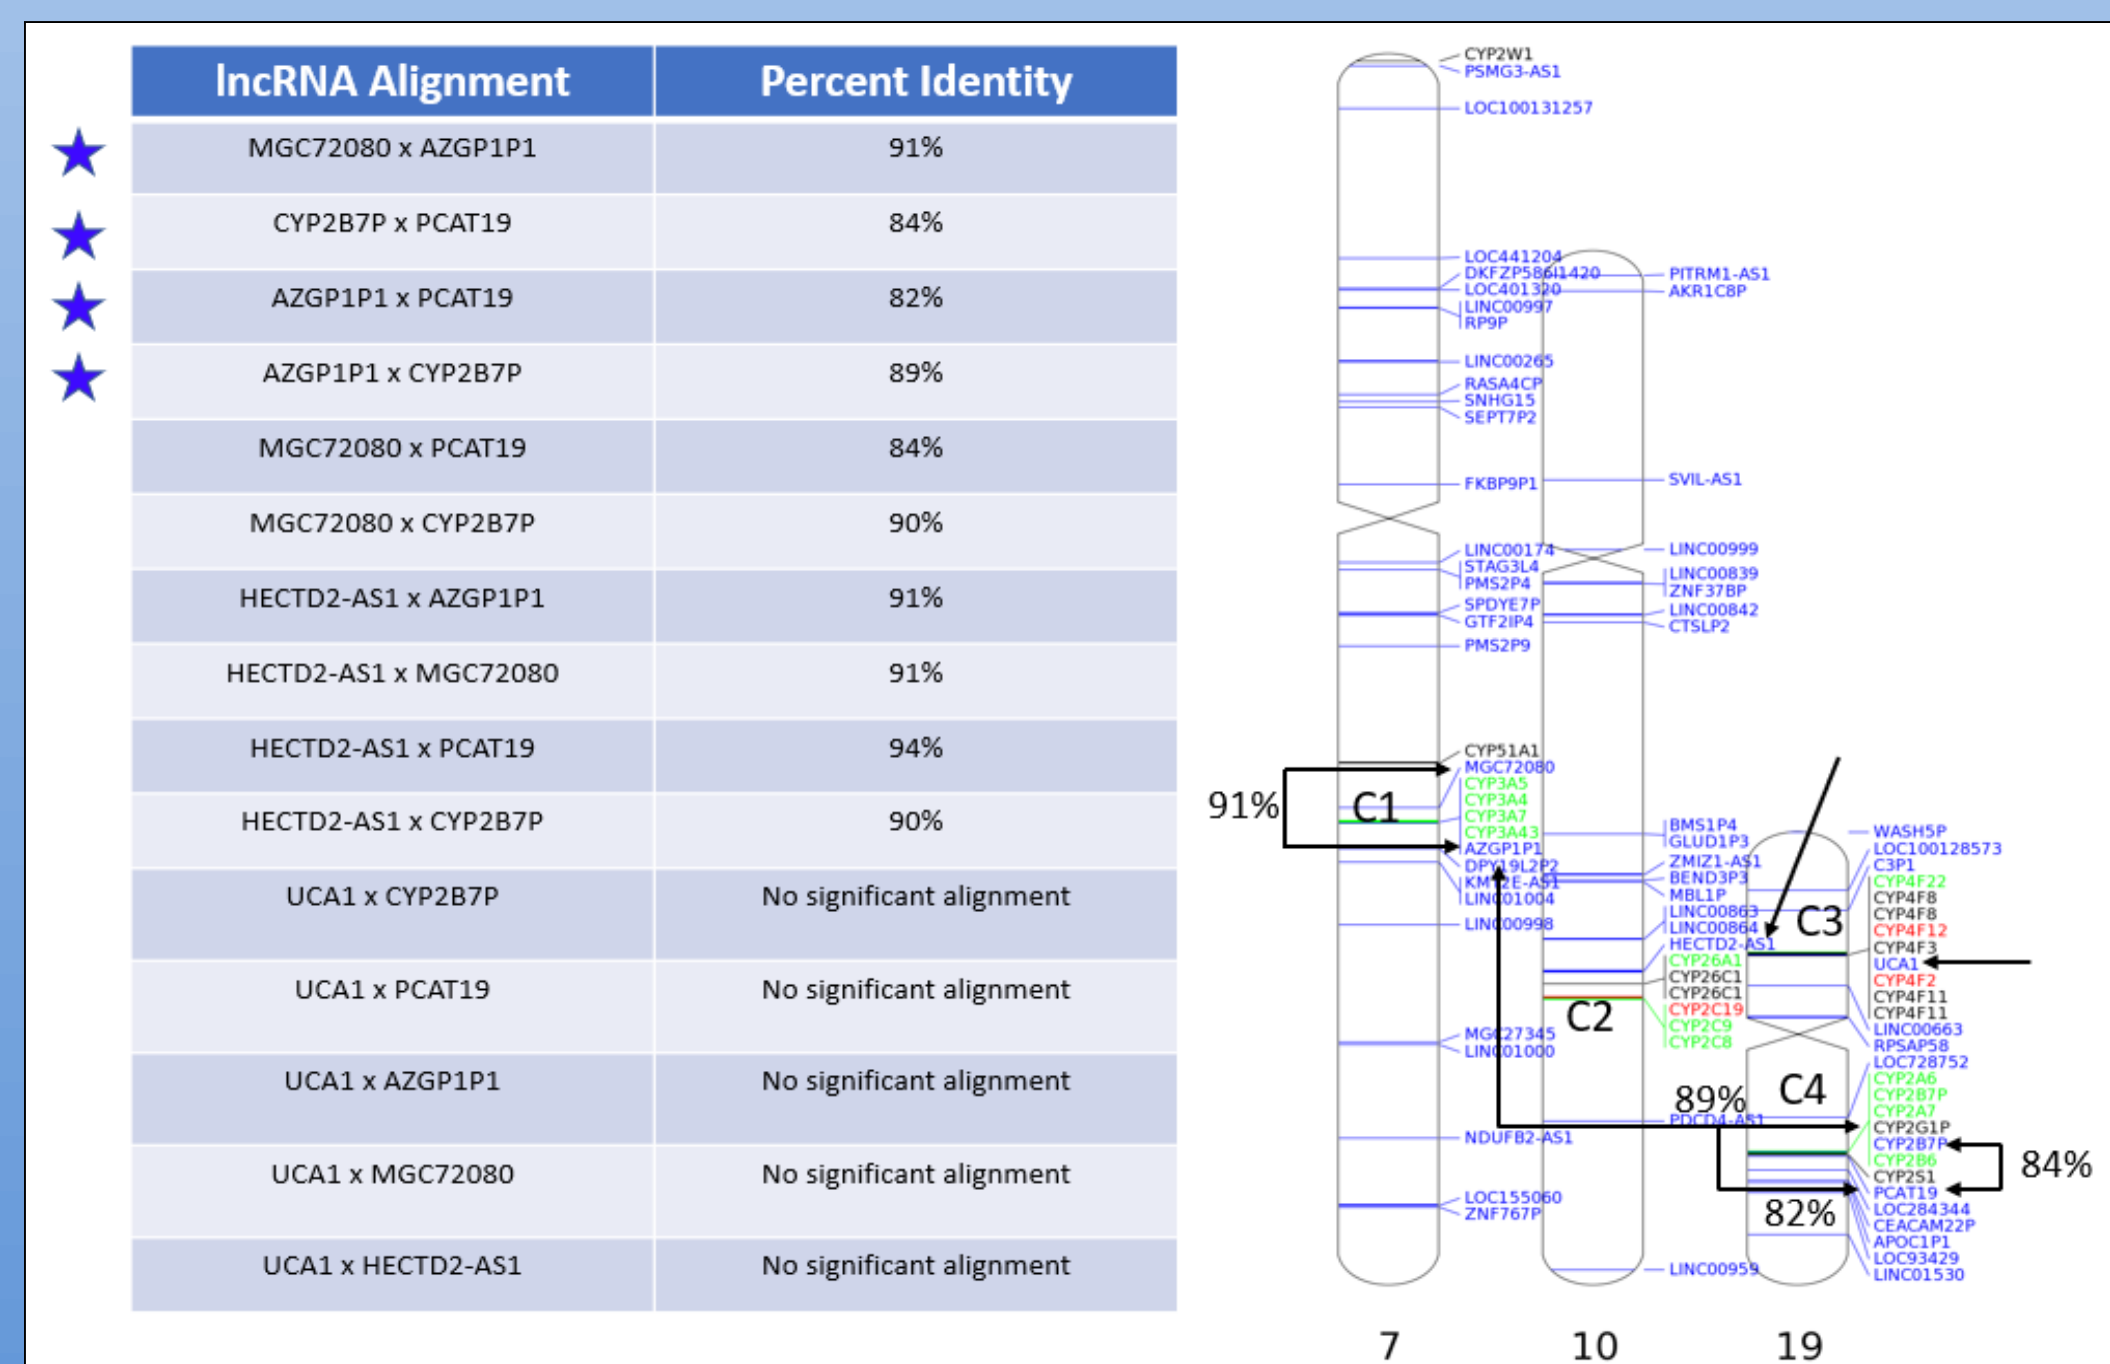 lncRNA Alignment Percent Identity
MGC72080 x AZGP1P1 91%
CYP2B7P x PCAT19 84%
AZGP1P1 x PCAT19 82%
AZGP1P1 x CYP2B7P 89%
MGC72080 x PCAT19 84%
MGC72080 x CYP2B7P 90%
HECTD2-AS1 x AZGP1P1 91%
HECTD2-AS1 x MGC72080 91%
HECTD2-AS1 x PCAT19 94%
HECTD2-AS1 x CYP2B7P 90%
UCA1 x CYP2B7P No significant alignment
UCA1 x PCAT19 No significant alignment
UCA1 x AZGP1P1 No significant alignment
UCA1 x MGC72080 No significant alignment
UCA1 x HECTD2-AS1 No significant alignment
CYP2W1
PSMG3-AS1
LOC100131257
LOC441204
DKFZP586I1420
LOC401320
LINC00997
RP9P
LINC00265
RASA4CP
SNHG15
SEPT7P2
FKBP9P1
LINC00174
STAG3L4
PMS2P4
SPDYE7P
GTF2IP4
PMS2P9
CYP51A1
MGC72080
CYP3A5
CYP3A4
CYP3A7
CYP3A43
AZGP1P1
DPY19L2P2
KMT2E-AS1
LINC01004
LINC00998
MGC27345
LINC01000
NDUFB2-AS1
LOC155060
ZNF767P
91%
C1
7
PITRM1-AS1
AKR1C8P
SVIL-AS1
LINC00999
LINC00839
ZNF37BP
LINC00842
CTSLP2
BMS1P4
GLUD1P3
ZMIZ1-AS1
BEND3P3
MBL1P
LINC00863
LINC00864
HECTD2-AS1
CYP26A1
CYP26C1
CYP26C1
CYP2C19
CYP2C9
CYP2C8
PDCD4-AS1
LINC00959
C2
89%
10
WASH5P
LOC100128573
C3P1
CYP4F22
CYP4F8
CYP4F8
CYP4F12
CYP4F3
UCA1
CYP4F2
CYP4F11
CYP4F11
LINC00663
RPSAP58
LOC728752
CYP2A6
CYP2B7P
CYP2A7
CYP2G1P
CYP2B7P
CYP2B6
CYP2S1
PCAT19
LOC284344
CEACAM22P
APOC1P1
LOC93429
LINC01530
C3
C4
84%
82%
19